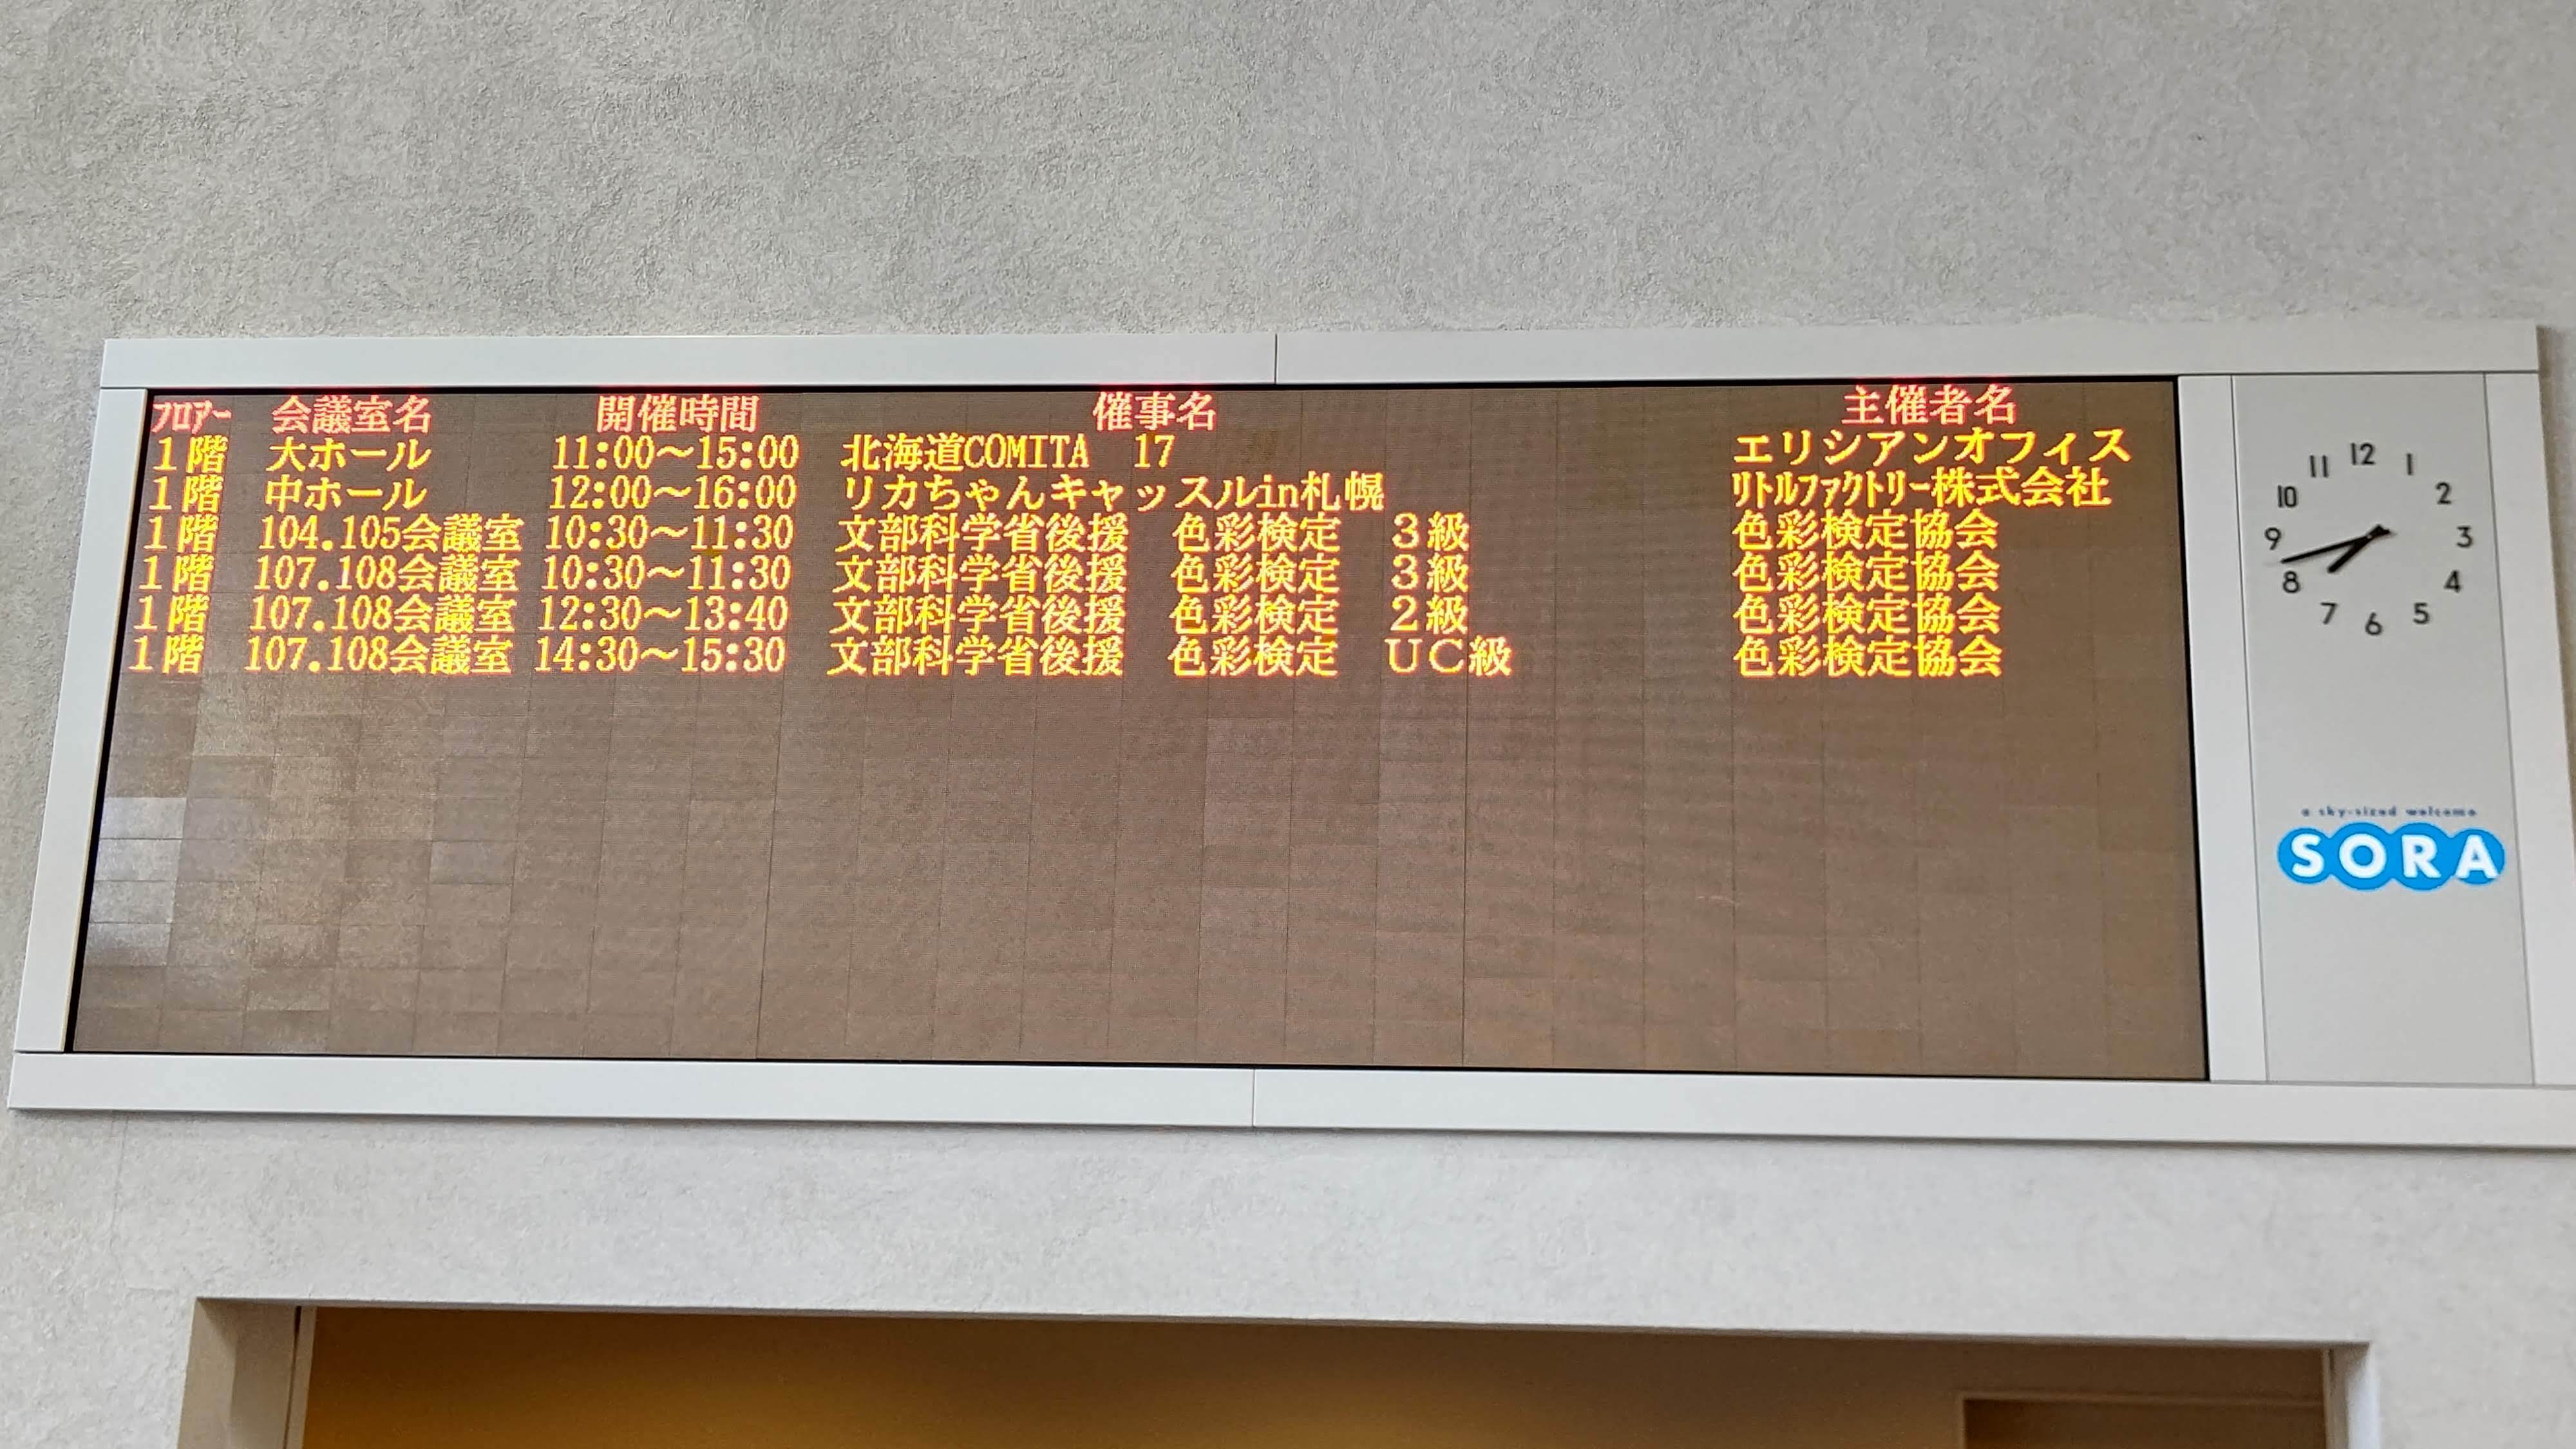 ﾌﾛｱｰ 会議室名 開催時間 催事名 主催者名
1階 大ホール 11:00～15:00 北海道COMITA 17 エリシアンオフィス
1階 中ホール 12:00～16:00 リカちゃんキャッスルin札幌 ﾘﾄﾙﾌｧｸﾄﾘｰ株式会社
1階 104.105会議室 10:30～11:30 文部科学省後援 色彩検定 3級 色彩検定協会
1階 107.108会議室 10:30～11:30 文部科学省後援 色彩検定 3級 色彩検定協会
1階 107.108会議室 12:30～13:40 文部科学省後援 色彩検定 2級 色彩検定協会
1階 107.108会議室 14:30～15:30 文部科学省後援 色彩検定 UC級 色彩検定協会
12
11 1
10 2
9 3
8 4
7 5
6
a sky-sized welcome
SORA